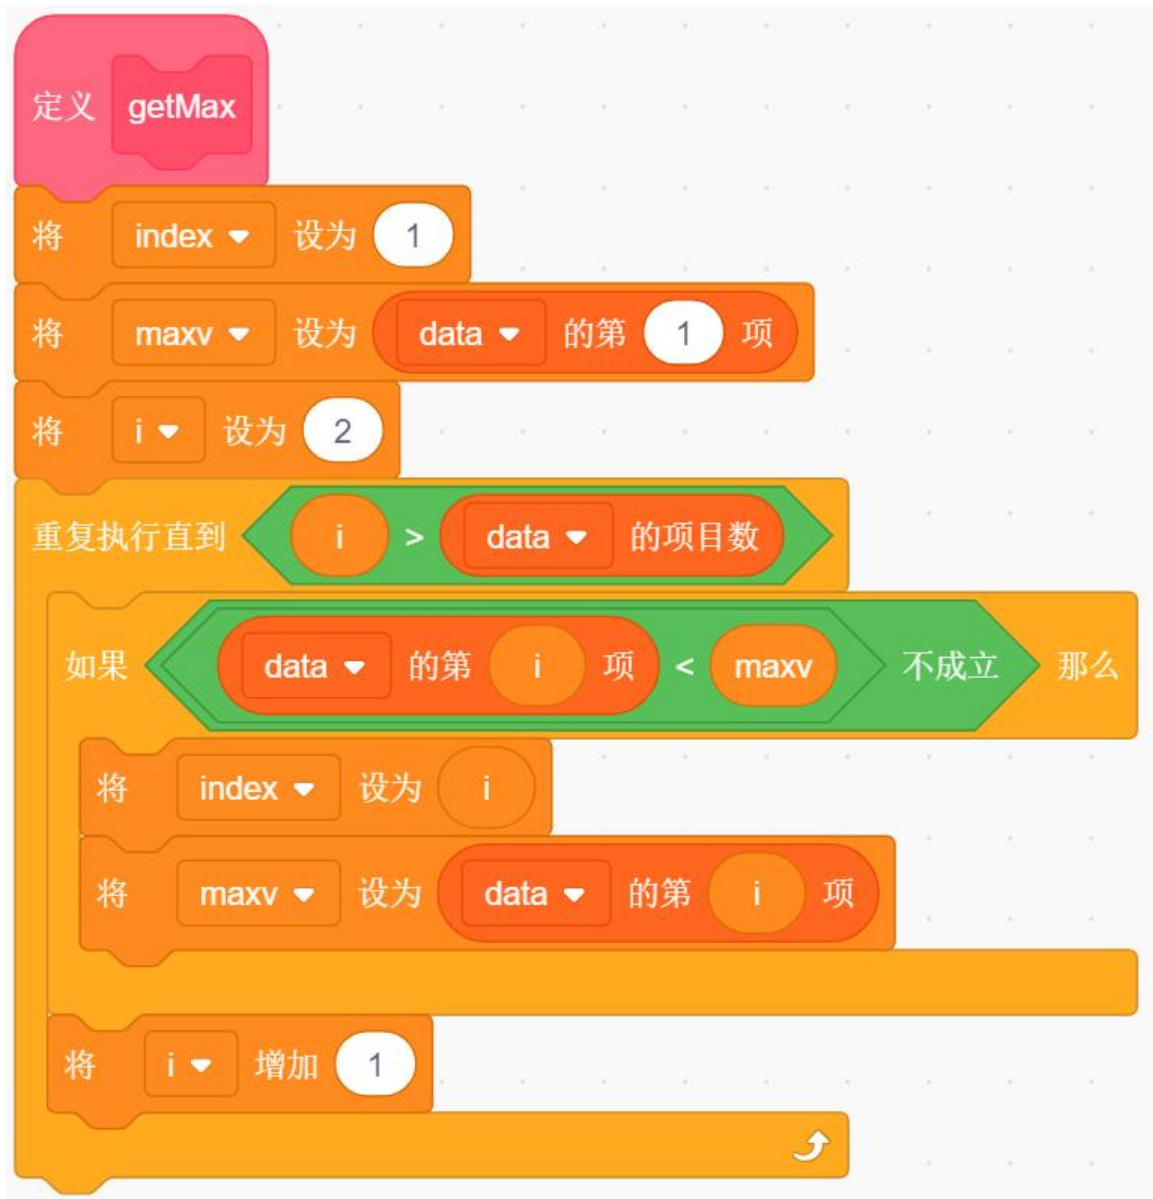 定义 getMax
将 index 设为 1
将 maxv 设为 data 的第 1 项
将 i 设为 2
重复执行直到 i > data 的项目数
如果 data 的第 i 项 < maxv 不成立 那么
将 index 设为 i
将 maxv 设为 data 的第 i 项
将 i 增加 1